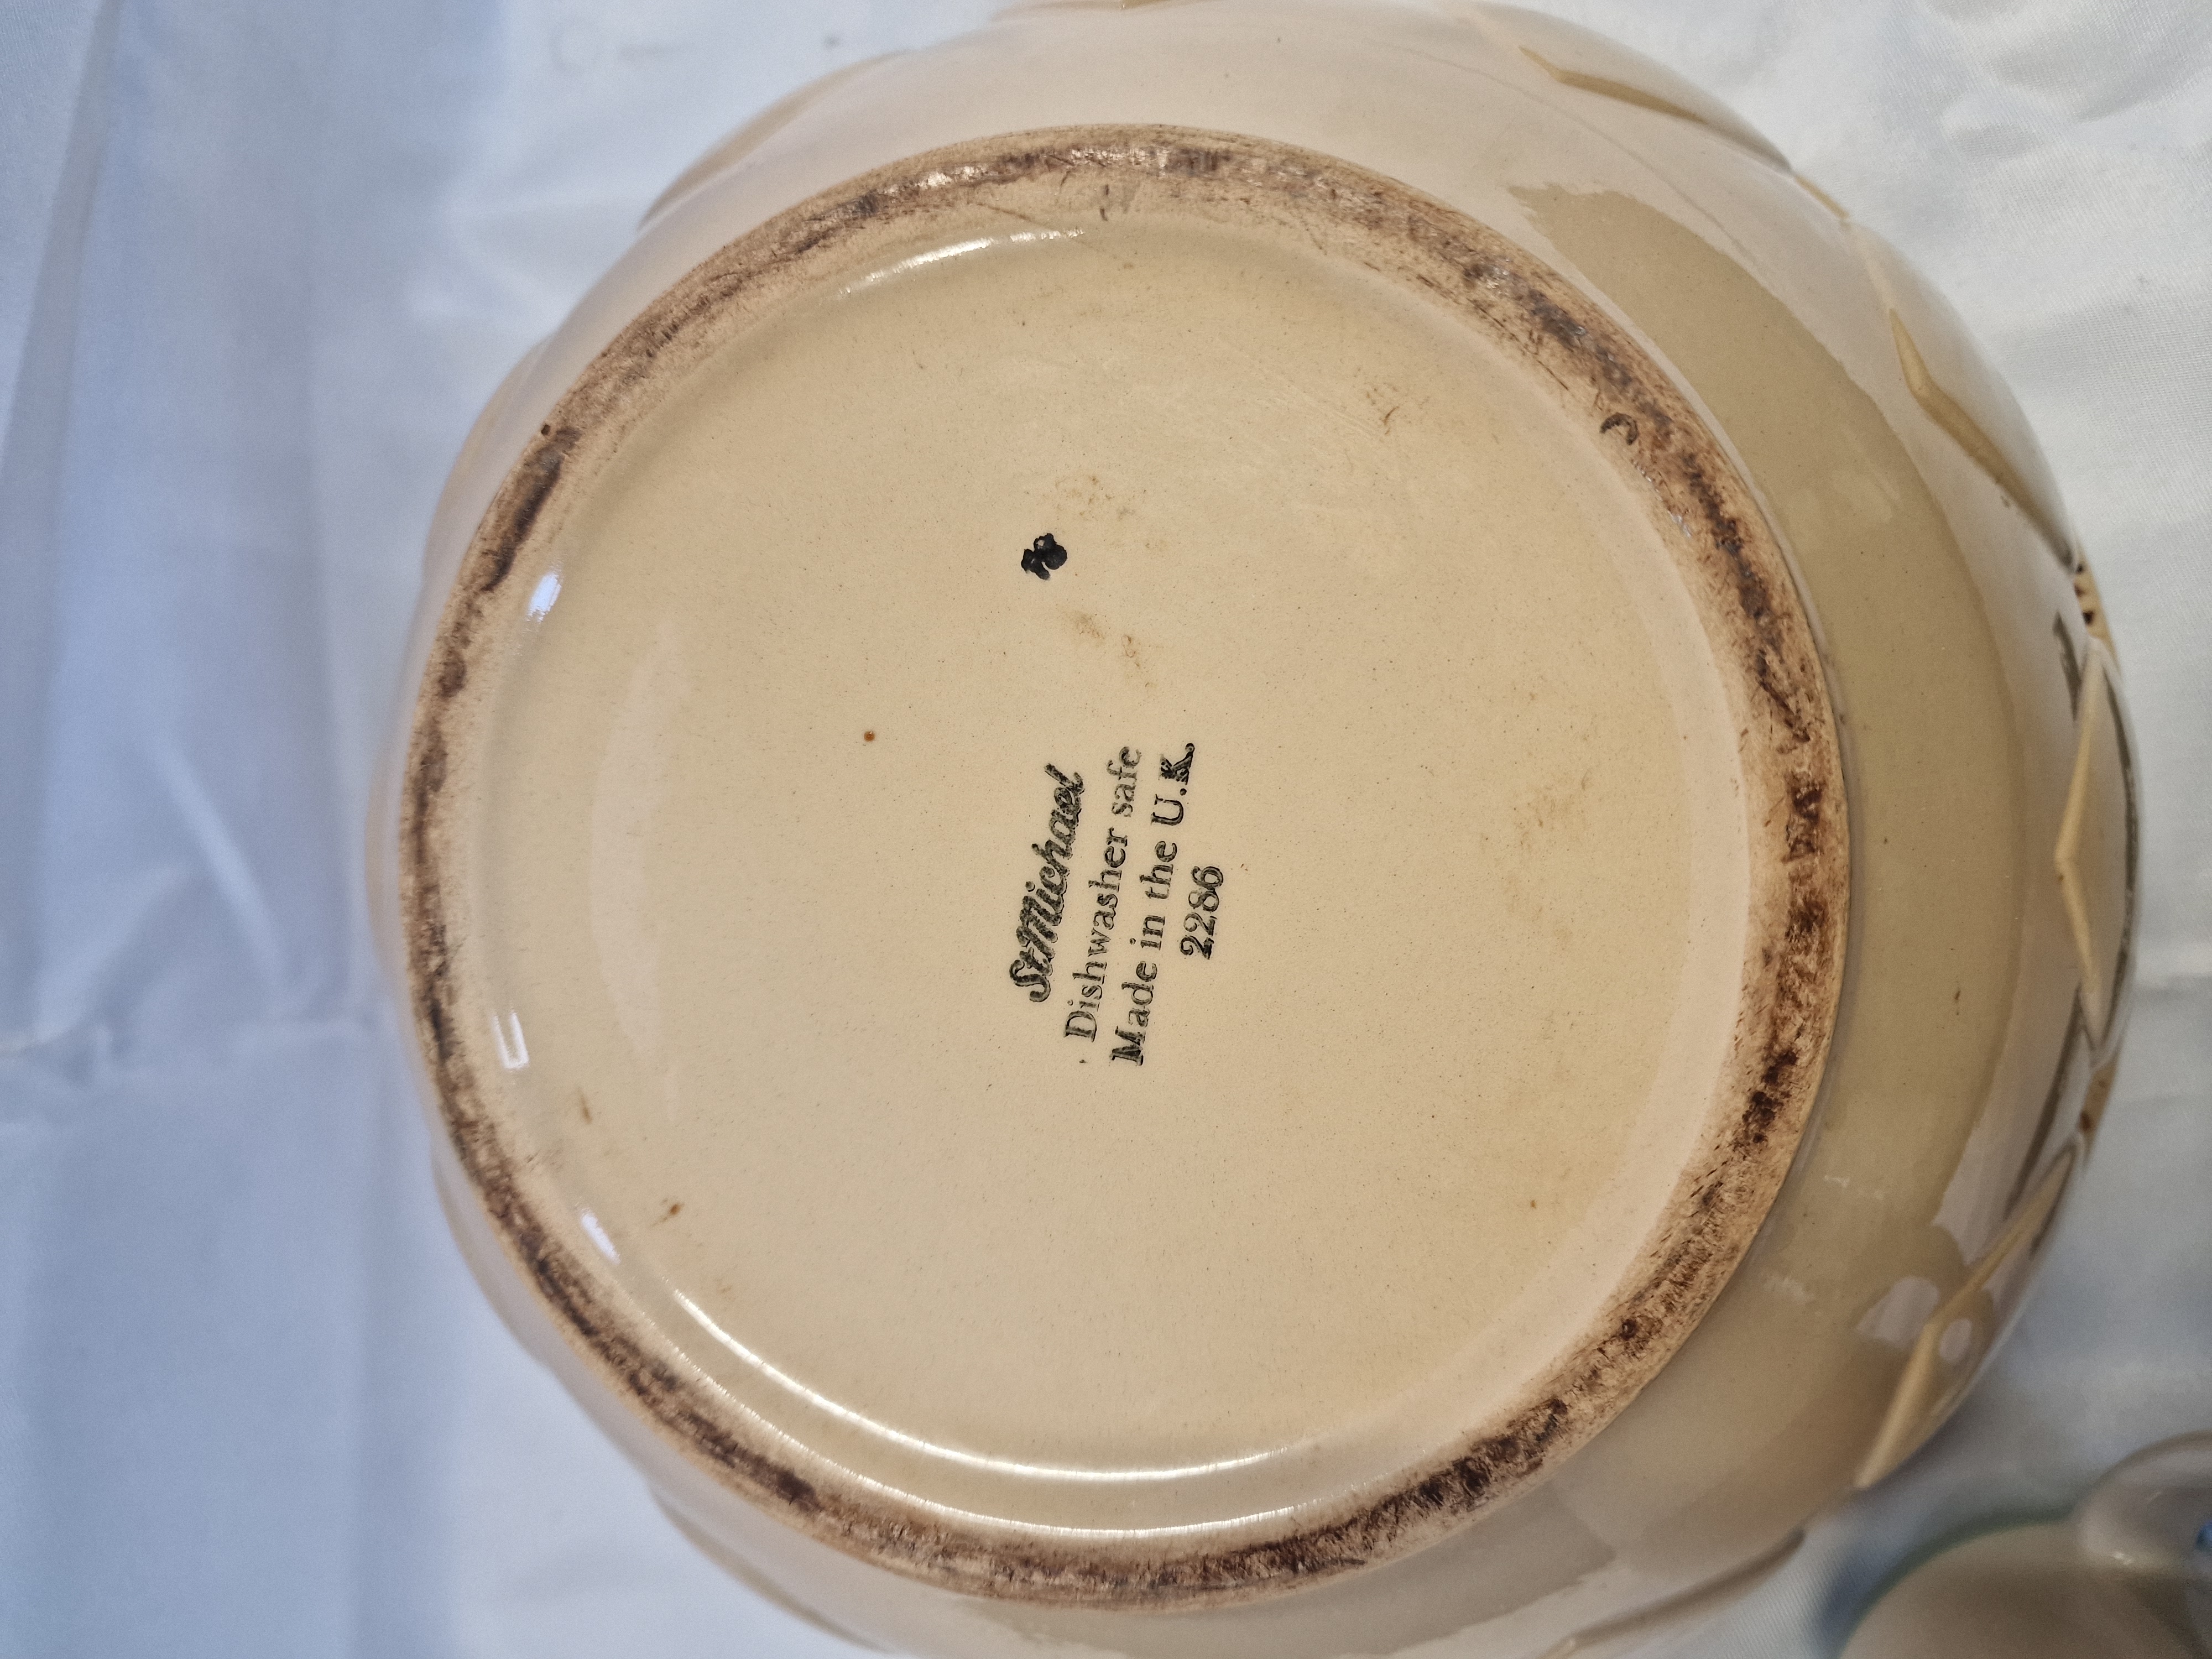 St Michael
Dishwasher safe
Made in the U.K.
2286